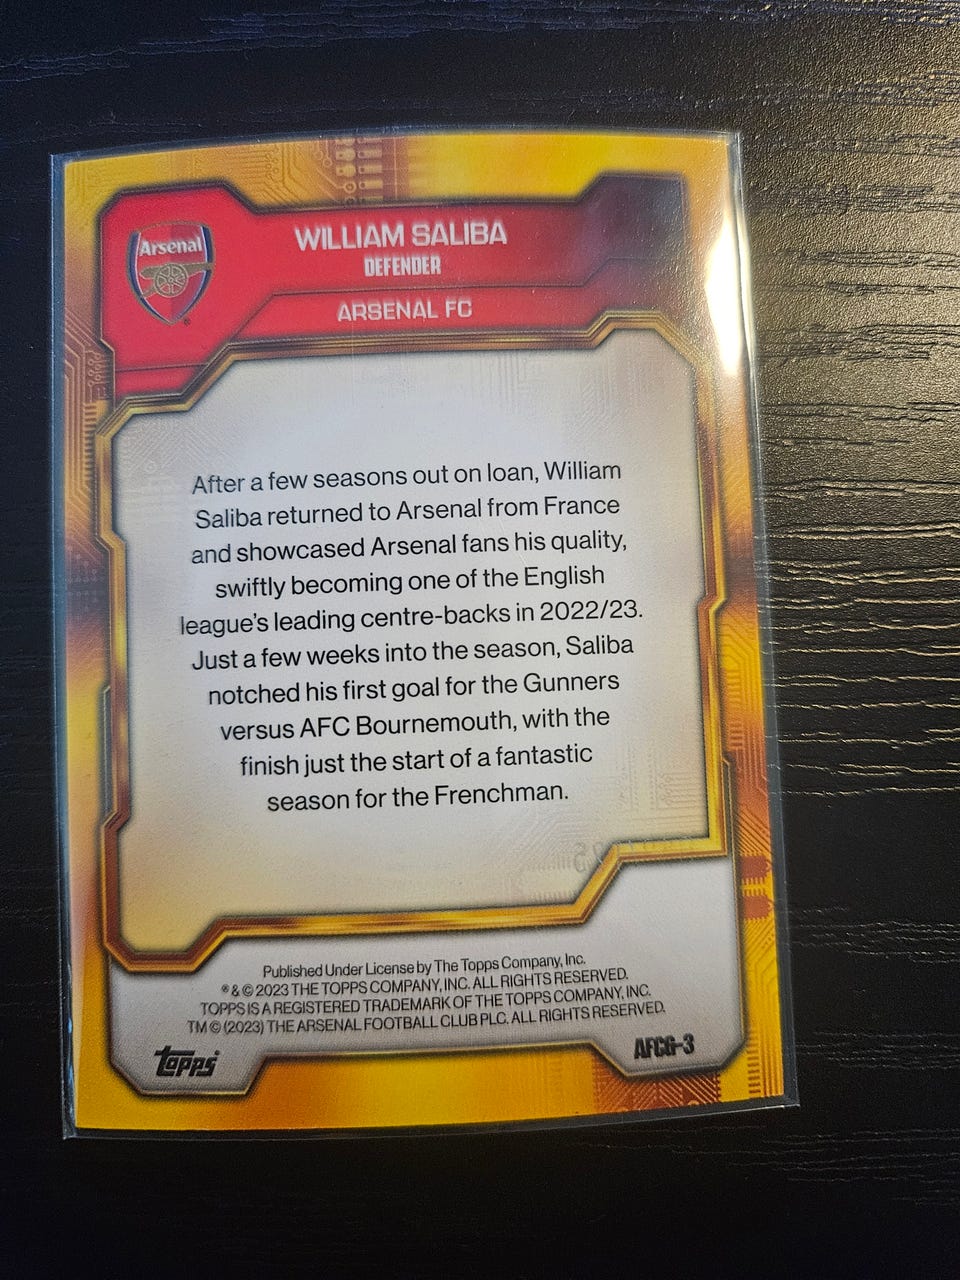 Arsenal
WILLIAM SALIBA
DEFENDER
ARSENAL FC
After a few seasons out on loan, William
Saliba returned to Arsenal from France
and showcased Arsenal fans his quality,
swiftly becoming one of the English
league's leading centre-backs in 2022/23.
Just a few weeks into the season, Saliba
notched his first goal for the Gunners
versus AFC Bournemouth, with the
finish just the start of a fantastic
season for the Frenchman.
Published Under License by The Topps Company, Inc.
® & © 2023 THE TOPPS COMPANY, INC. ALL RIGHTS RESERVED.
TOPPS IS A REGISTERED TRADEMARK OF THE TOPPS COMPANY, INC.
TM © (2023) THE ARSENAL FOOTBALL CLUB PLC. ALL RIGHTS RESERVED.
topps AFCG-3